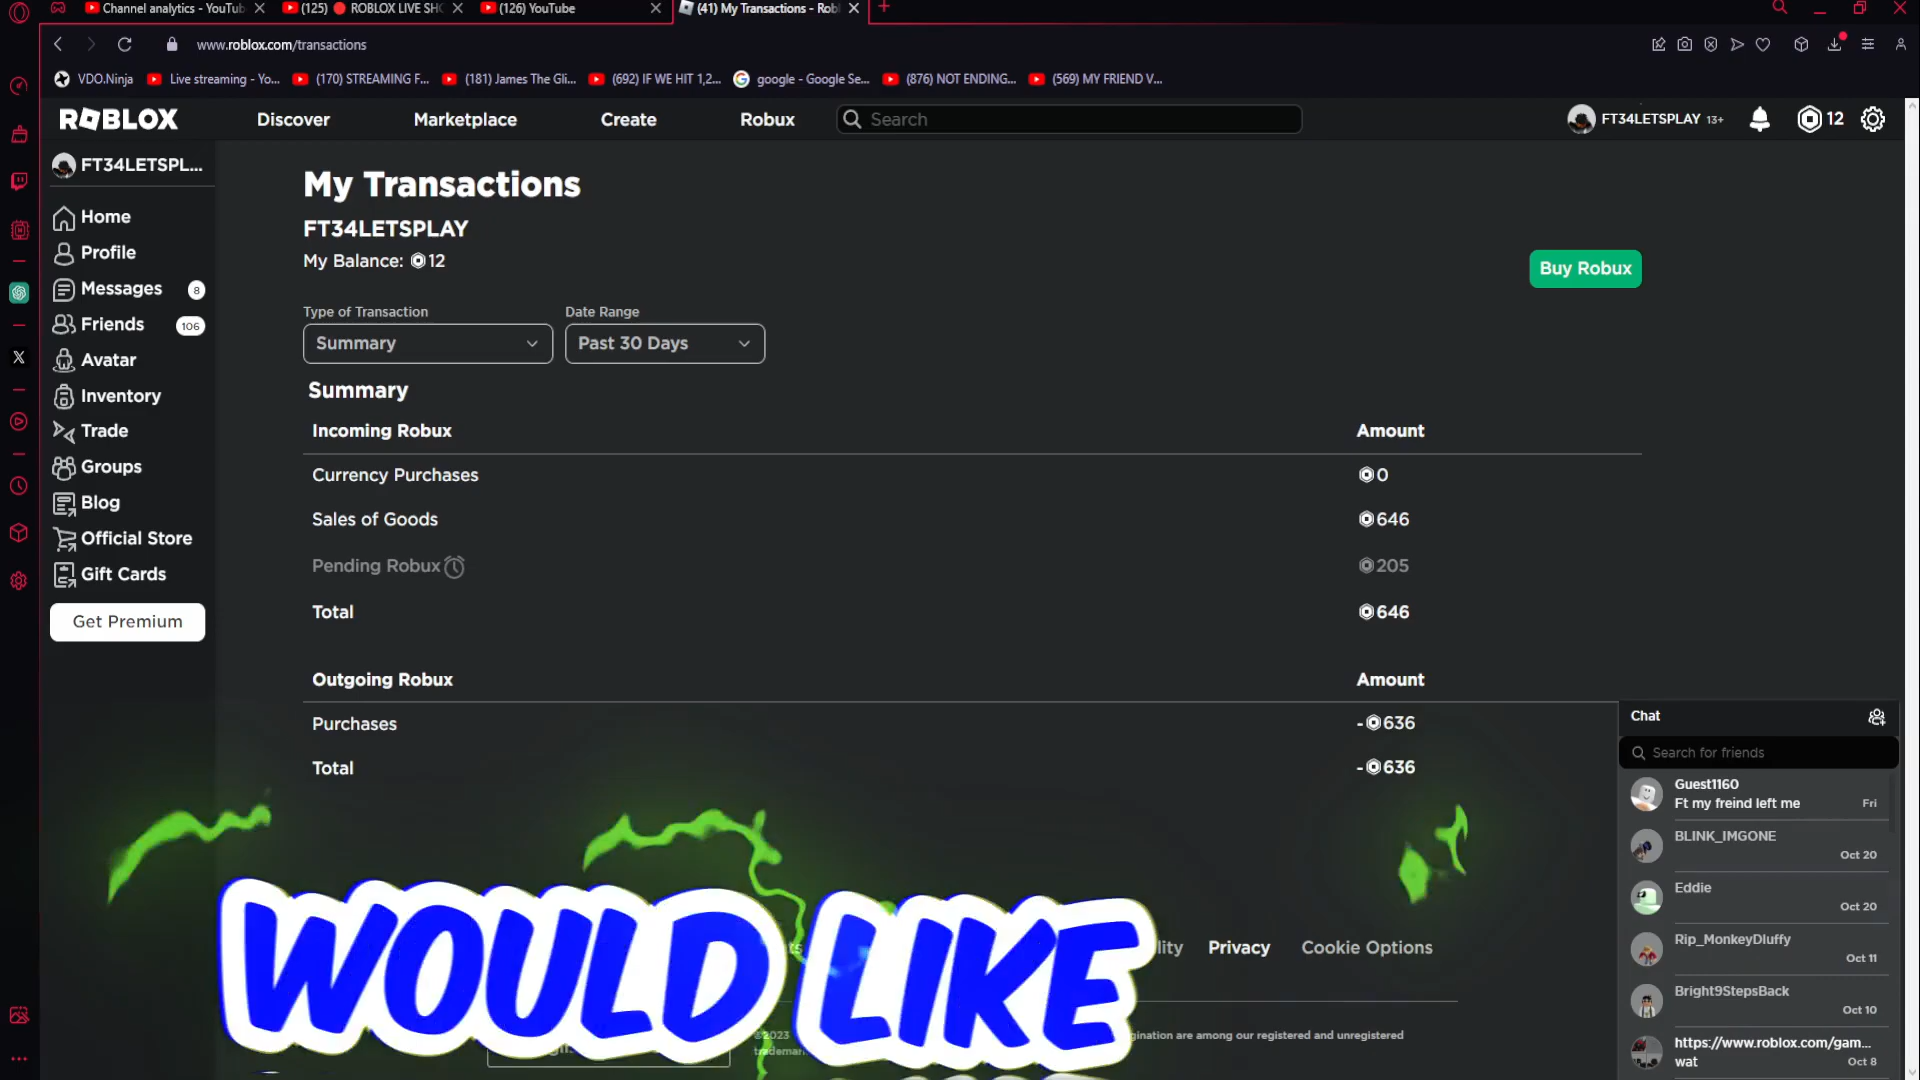 Channel analytics - YouTub
(125) 🔴 ROBLOX LIVE SH
(126) YouTube
(41) My Transactions - Rob
www.roblox.com/transactions
VDO.Ninja
Live streaming - Yo...
(170) STREAMING F...
(181) James The Gli...
(692) IF WE HIT 1,2...
google - Google Se...
(876) NOT ENDING...
(569) MY FRIEND V...
ROBLOX
Discover
Marketplace
Create
Robux
Search
FT34LETSPLAY 13+
12
FT34LETSPL...
Home
Profile
Messages 8
Friends 106
Avatar
Inventory
Trade
Groups
Blog
Official Store
Gift Cards
Get Premium
My Transactions
FT34LETSPLAY
My Balance: 12
Buy Robux
Type of Transaction
Date Range
Summary
Past 30 Days
Summary
Incoming Robux Amount
Currency Purchases 0
Sales of Goods 646
Pending Robux 205
Total 646
Outgoing Robux Amount
Purchases -636
Total -636
Chat
Search for friends
Guest1160
Ft my freind left me Fri
BLINK_IMGONE
Oct 20
Eddie
Oct 20
Rip_MonkeyDluffy
Oct 11
Bright9StepsBack
Oct 10
https://www.roblox.com/gam...
wat Oct 8
WOULD LIKE
Privacy
Cookie Options
©2023
gination are among our registered and unregistered
tradema